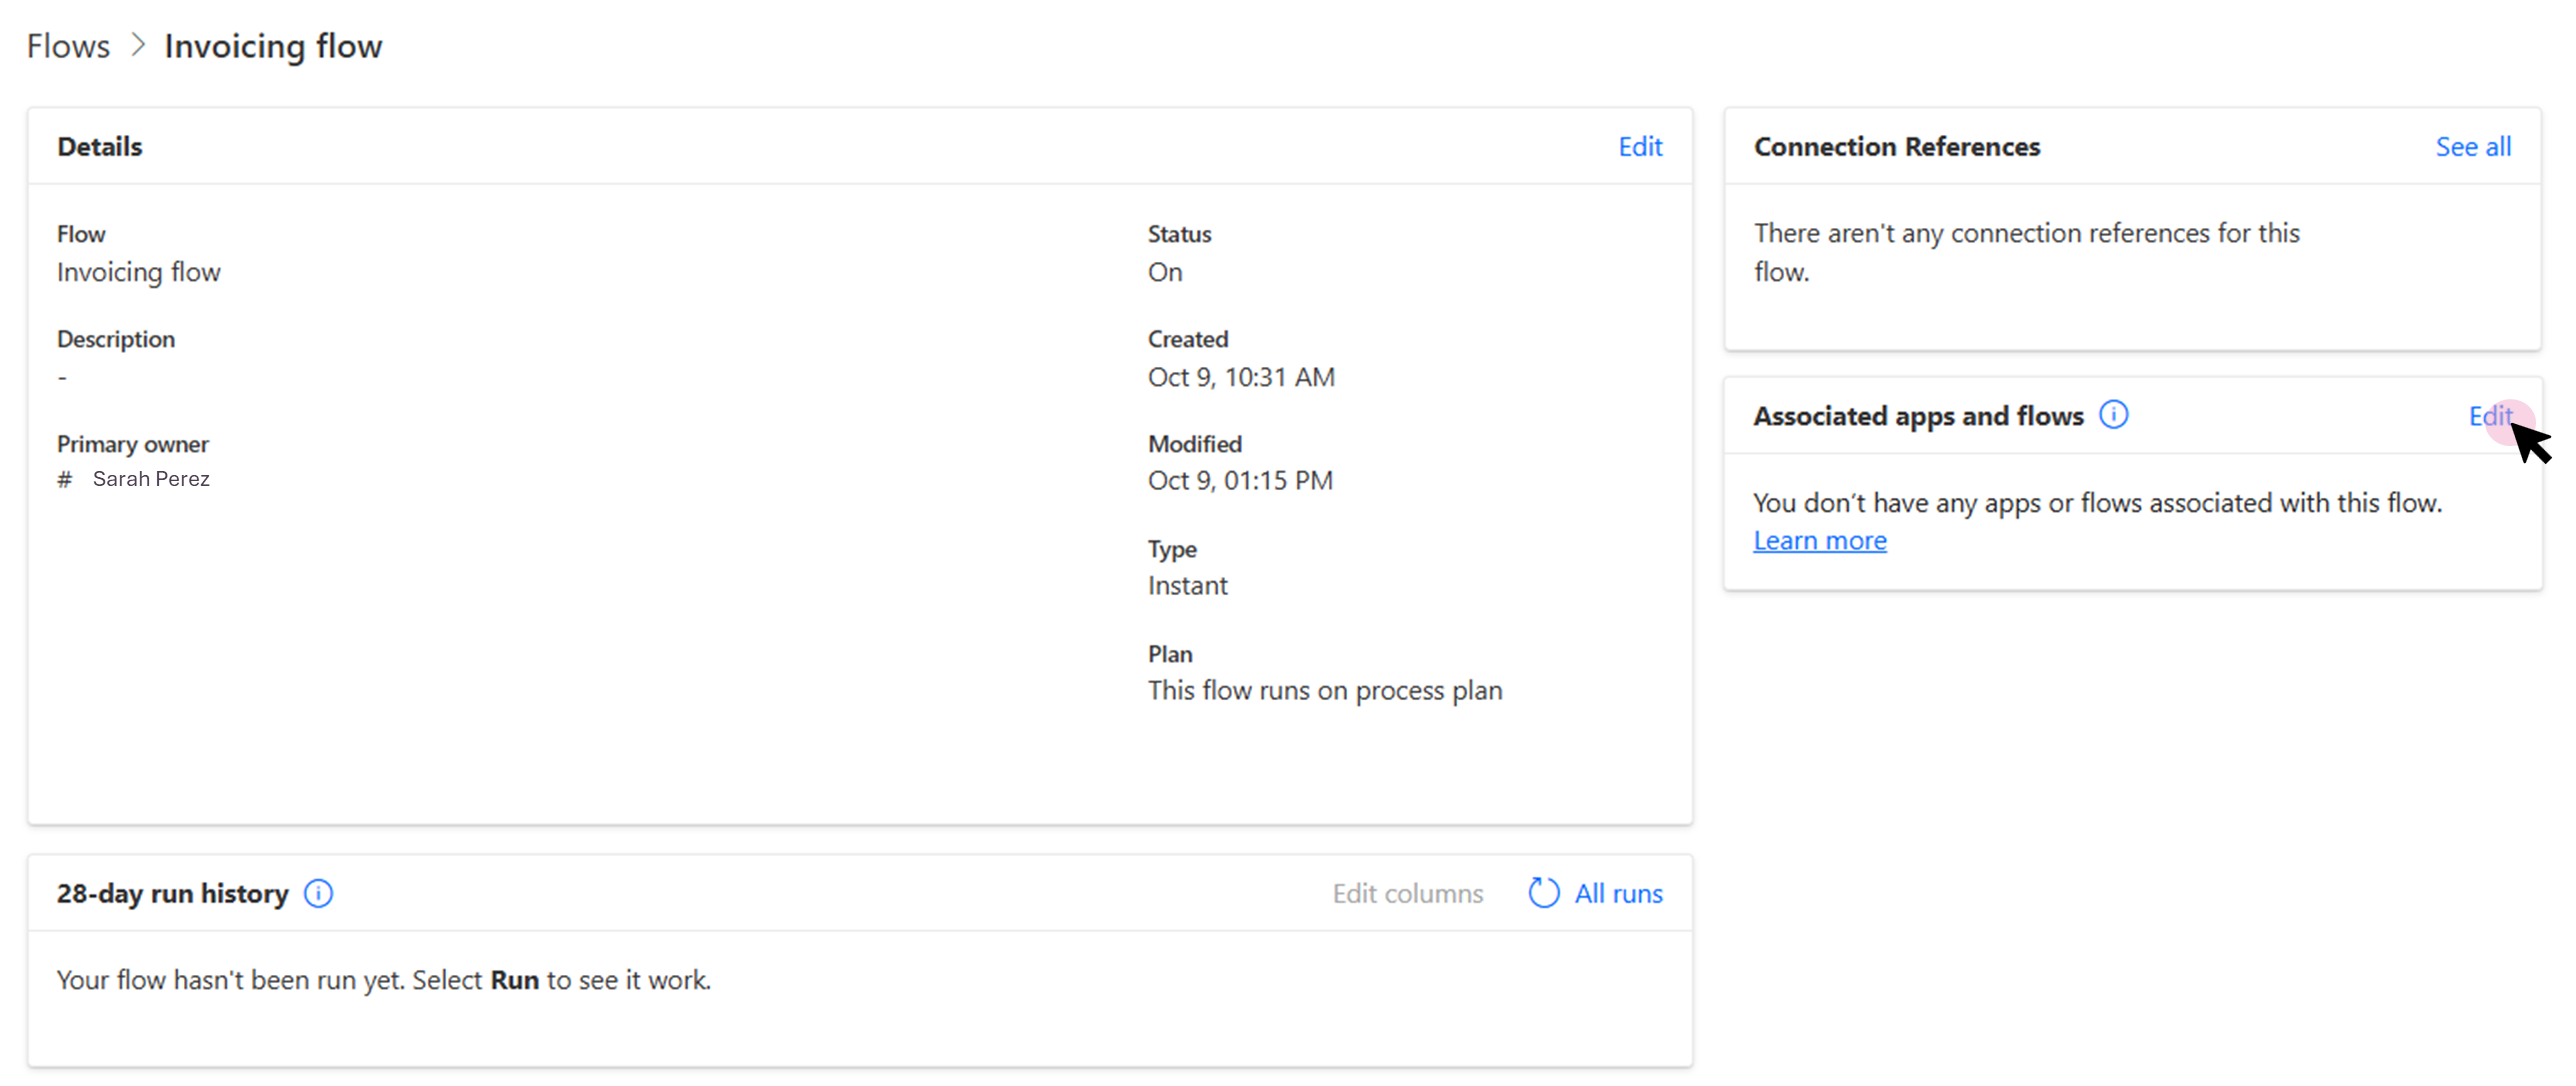 Flows > Invoicing flow
Details
Edit
Flow
Invoicing flow
Description
-
Primary owner
# Sarah Perez
Status
On
Created
Oct 9, 10:31 AM
Modified
Oct 9, 01:15 PM
Type
Instant
Plan
This flow runs on process plan
Connection References
See all
There aren't any connection references for this
flow.
Associated apps and flows
Edit
You don’t have any apps or flows associated with this flow.
Learn more
28-day run history
Edit columns
All runs
Your flow hasn't been run yet. Select Run to see it work.